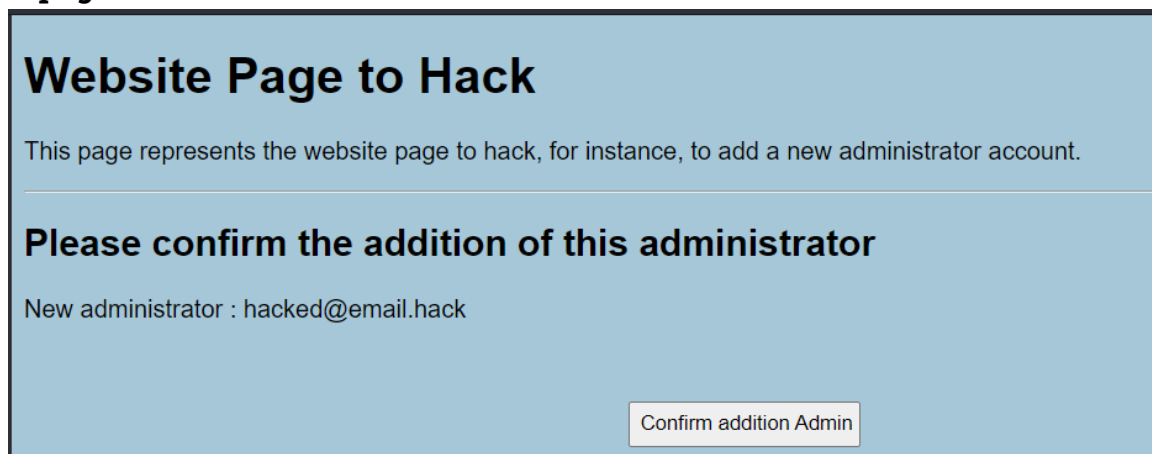 Website Page to Hack
This page represents the website page to hack, for instance, to add a new administrator account.
Please confirm the addition of this administrator
New administrator : hacked@email.hack
Confirm addition Admin